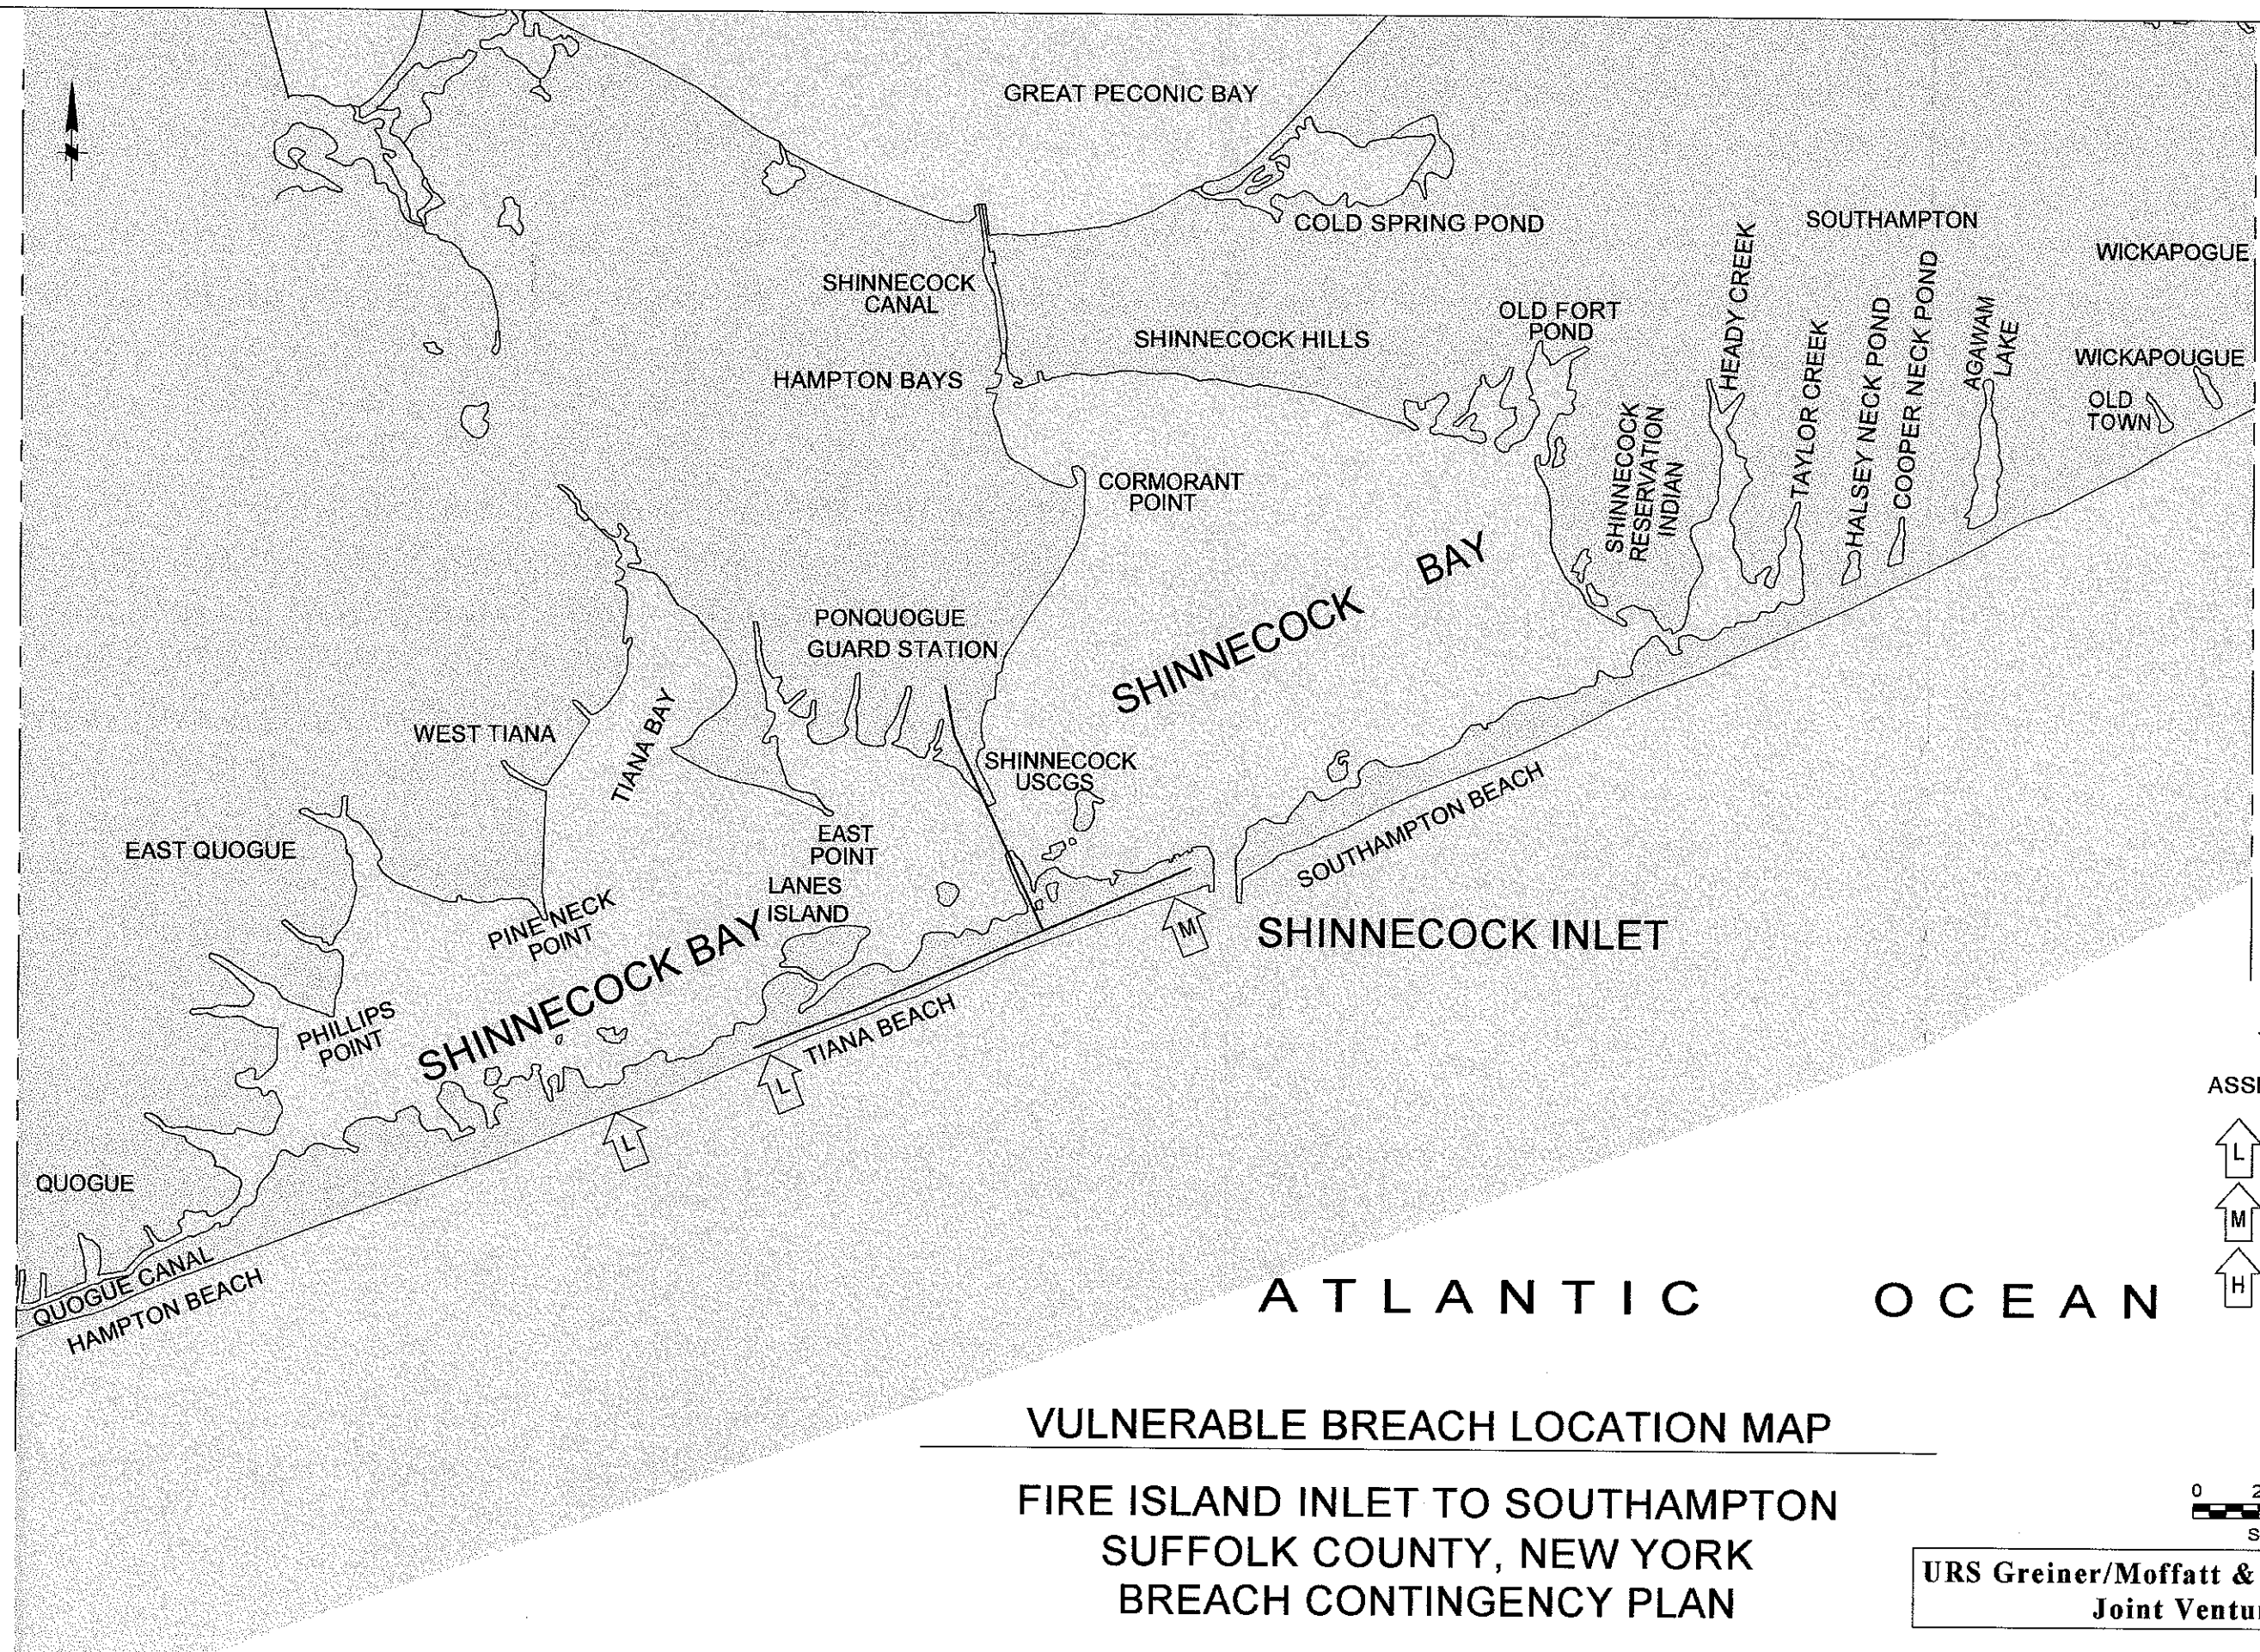 GREAT PECONIC BAY
COLD SPRING POND
SOUTHAMPTON
WICKAPOGUE
SHINNECOCK
CANAL
OLD FORT
POND
HEADY CREEK
SHINNECOCK HILLS
HAMPTON BAYS
TAYLOR CREEK
HALSEY NECK POND
COOPER NECK POND
AGAWAM
LAKE
WICKAPOUGUE
OLD
TOWN
SHINNECOCK
RESERVATION
INDIAN
CORMORANT
POINT
SHINNECOCK BAY
PONQUOGUE
GUARD STATION
WEST TIANA
TIANA BAY
SHINNECOCK
USCGS
SOUTHAMPTON BEACH
EAST QUOGUE
EAST
POINT
LANES
ISLAND
PINE NECK
POINT
SHINNECOCK BAY
M
SHINNECOCK INLET
PHILLIPS
POINT
TIANA BEACH
L
L
QUOGUE
QUOGUE CANAL
HAMPTON BEACH
L
M
H
ATLANTIC OCEAN
VULNERABLE BREACH LOCATION MAP
FIRE ISLAND INLET TO SOUTHAMPTON
SUFFOLK COUNTY, NEW YORK
BREACH CONTINGENCY PLAN
0
URS Greiner/Moffatt &
Joint